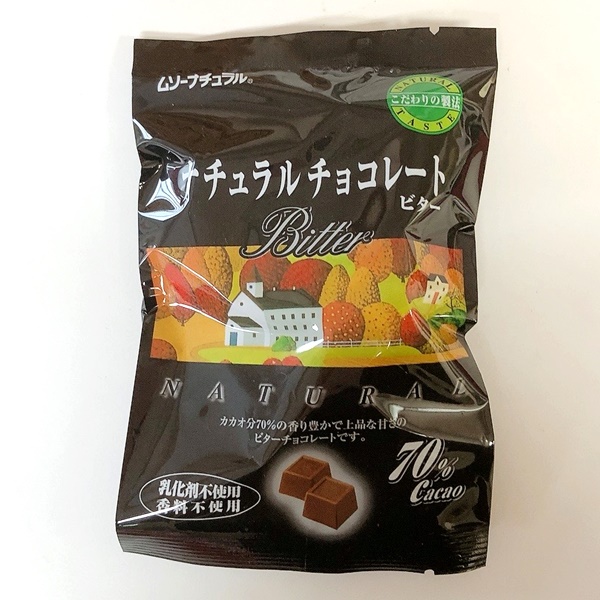 ムソーナチュラル®
NATURAL
こだわりの製法
TASTE
ナチュラルチョコレート
ビター
Bitter
NATURAL
カカオ分70%の香り豊かで上品な甘さの
ビターチョコレートです。
70%
Cacao
乳化剤不使用
香料不使用